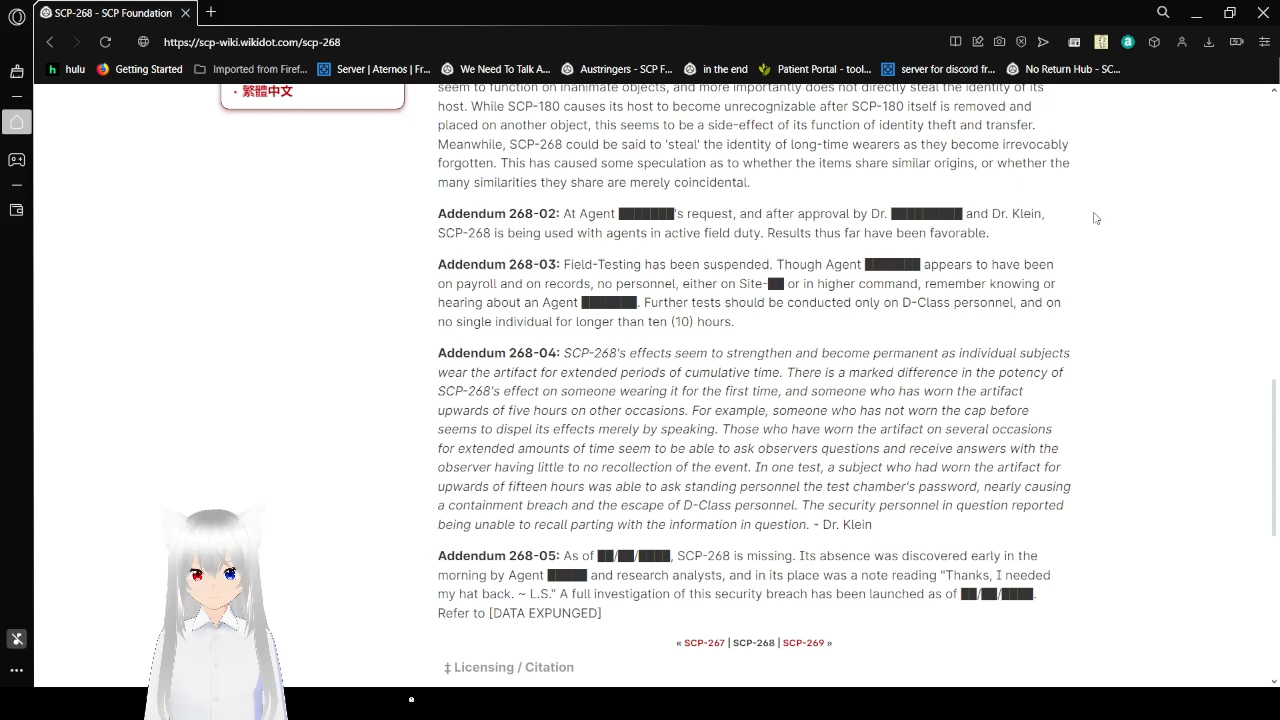 SCP-268 - SCP Foundation
https://scp-wiki.wikidot.com/scp-268
hulu
Getting Started
Imported from Firef...
Server | Aternos | Fr...
We Need To Talk A...
Austringers - SCP F...
in the end
Patient Portal - tool...
server for discord fr...
No Return Hub - SC...
• 繁體中文
seem to function on inanimate objects, and more importantly does not directly steal the identity of its
host. While SCP-180 causes its host to become unrecognizable after SCP-180 itself is removed and
placed on another object, this seems to be a side-effect of its function of identity theft and transfer.
Meanwhile, SCP-268 could be said to 'steal' the identity of long-time wearers as they become irrevocably
forgotten. This has caused some speculation as to whether the items share similar origins, or whether the
many similarities they share are merely coincidental.
Addendum 268-02: At Agent ███████'s request, and after approval by Dr. █████████ and Dr. Klein,
SCP-268 is being used with agents in active field duty. Results thus far have been favorable.
Addendum 268-03: Field-Testing has been suspended. Though Agent ███████ appears to have been
on payroll and on records, no personnel, either on Site-██ or in higher command, remember knowing or
hearing about an Agent ███████. Further tests should be conducted only on D-Class personnel, and on
no single individual for longer than ten (10) hours.
Addendum 268-04: SCP-268's effects seem to strengthen and become permanent as individual subjects
wear the artifact for extended periods of cumulative time. There is a marked difference in the potency of
SCP-268's effect on someone wearing it for the first time, and someone who has worn the artifact
upwards of five hours on other occasions. For example, someone who has not worn the cap before
seems to dispel its effects merely by speaking. Those who have worn the artifact on several occasions
for extended amounts of time seem to be able to ask observers questions and receive answers with the
observer having little to no recollection of the event. In one test, a subject who had worn the artifact for
upwards of fifteen hours was able to ask standing personnel the test chamber's password, nearly causing
a containment breach and the escape of D-Class personnel. The security personnel in question reported
being unable to recall parting with the information in question. - Dr. Klein
Addendum 268-05: As of ██/██/████, SCP-268 is missing. Its absence was discovered early in the
morning by Agent █████ and research analysts, and in its place was a note reading "Thanks, I needed
my hat back. ~ L.S." A full investigation of this security breach has been launched as of ██/██/████.
Refer to [DATA EXPUNGED]
« SCP-267 | SCP-268 | SCP-269 »
‡ Licensing / Citation